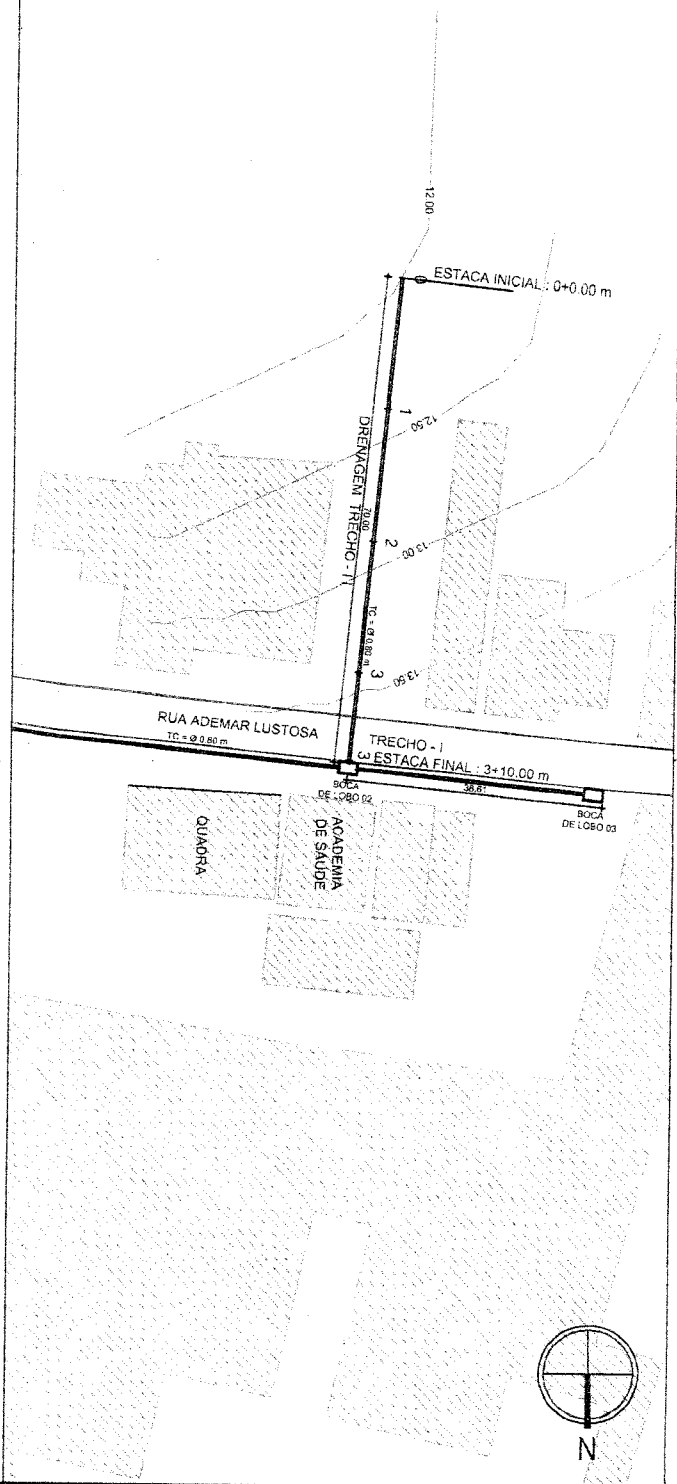 12.00
0
ESTACA INICIAL : 0+0.00 m
1
12.50
DRENAGEM TRECHO - I
70.00
2
13.00
TC = Ø 0.80 m
3
13.50
RUA ADEMAR LUSTOSA
TC = Ø 0.80 m
TRECHO - I
3
ESTACA FINAL : 3+10.00 m
38.61
BOCA
DE LOBO 02
BOCA
DE LOBO 03
QUADRA
ACADEMIA
DE SAÚDE
N